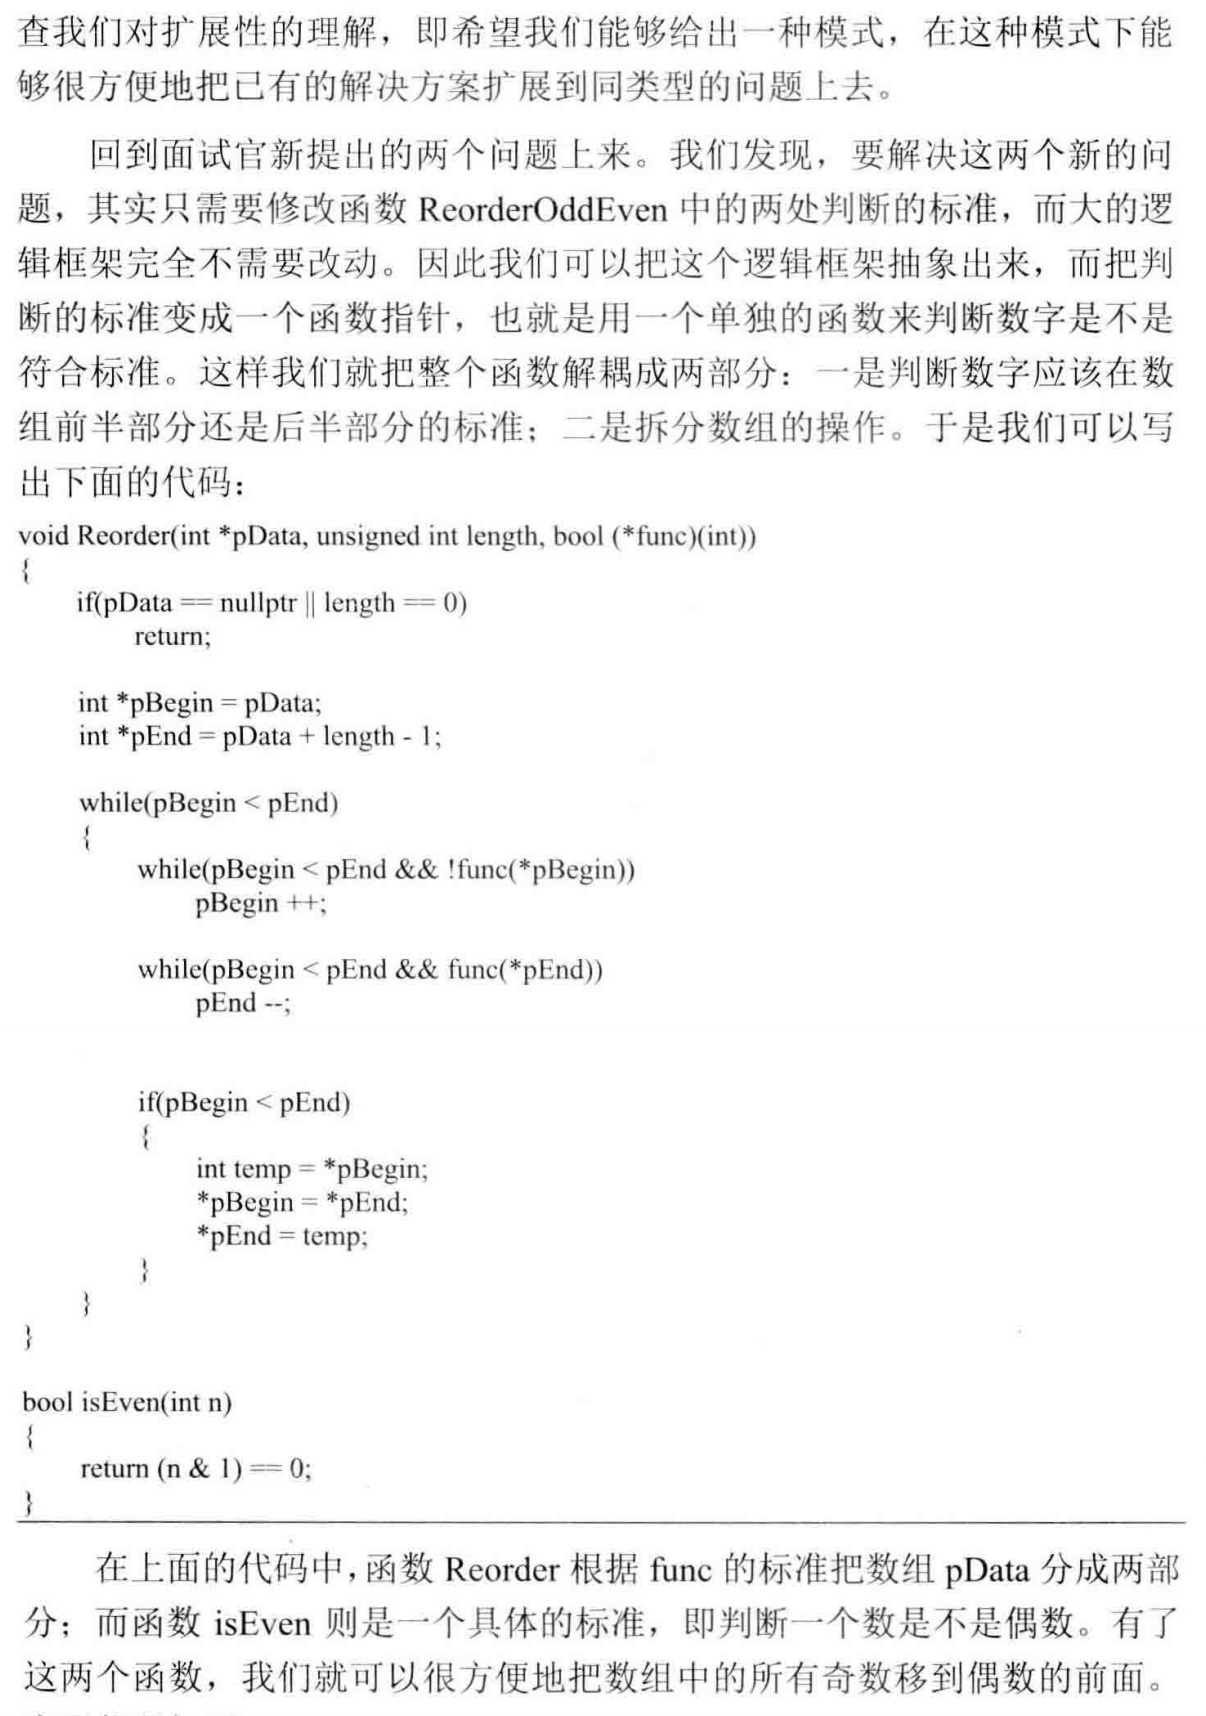 查我们对扩展性的理解，即希望我们能够给出一种模式，在这种模式下能
够很方便地把已有的解决方案扩展到同类型的问题上去。
回到面试官新提出的两个问题上来。我们发现，要解决这两个新的问
题，其实只需要修改函数 ReorderOddEven 中的两处判断的标准，而大的逻
辑框架完全不需要改动。因此我们可以把这个逻辑框架抽象出来，而把判
断的标准变成一个函数指针，也就是用一个单独的函数来判断数字是不是
符合标准。这样我们就把整个函数解耦成两部分：一是判断数字应该在数
组前半部分还是后半部分的标准；二是拆分数组的操作。于是我们可以写
出下面的代码：
void Reorder(int *pData, unsigned int length, bool (*func)(int))
{
if(pData == nullptr || length == 0)
return;
int *pBegin = pData;
int *pEnd = pData + length - 1;
while(pBegin < pEnd)
{
while(pBegin < pEnd && !func(*pBegin))
pBegin ++;
while(pBegin < pEnd && func(*pEnd))
pEnd --;
if(pBegin < pEnd)
{
int temp = *pBegin;
*pBegin = *pEnd;
*pEnd = temp;
}
}
}
bool isEven(int n)
{
return (n & 1) == 0;
}
在上面的代码中，函数 Reorder 根据 func 的标准把数组 pData 分成两部
分；而函数 isEven 则是一个具体的标准，即判断一个数是不是偶数。有了
这两个函数，我们就可以很方便地把数组中的所有奇数移到偶数的前面。